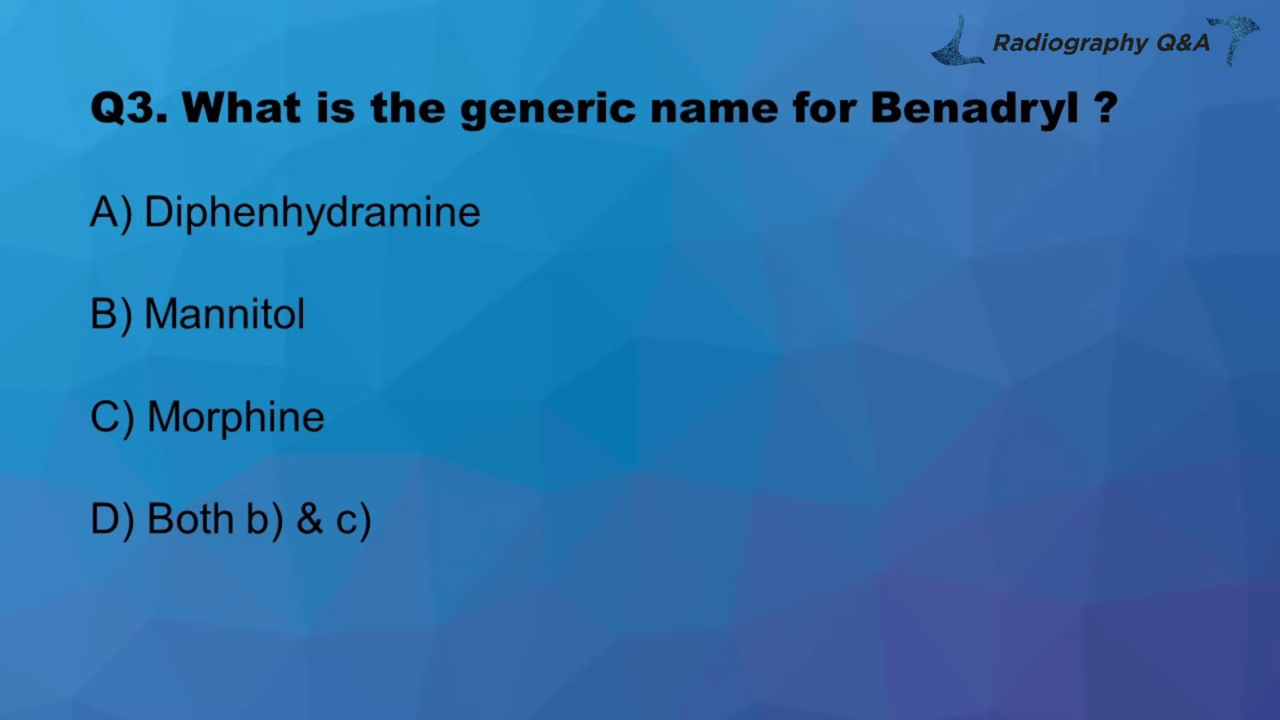 Radiography Q&A
Q3. What is the generic name for Benadryl ?
A) Diphenhydramine
B) Mannitol
C) Morphine
D) Both b) & c)